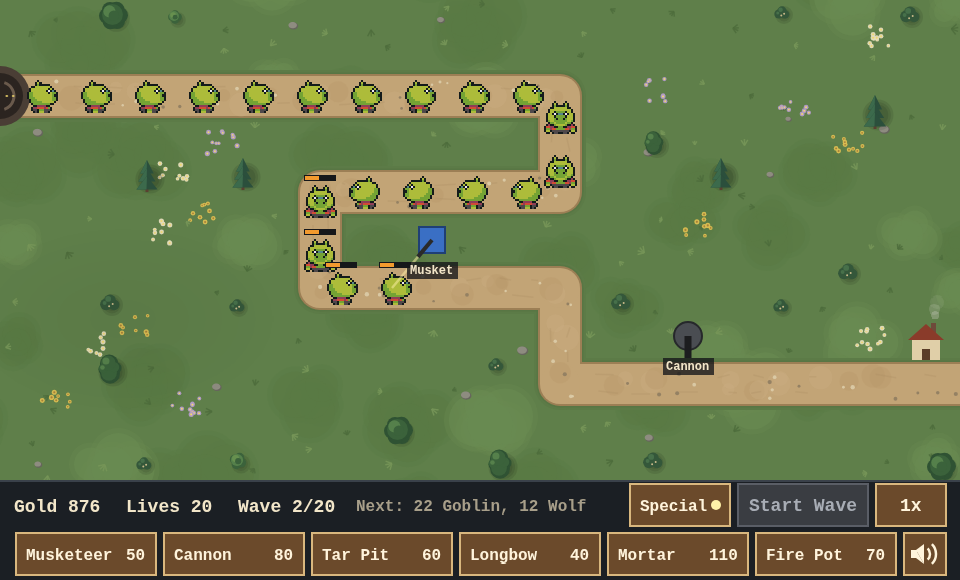 Musket
Cannon
Gold 876 Lives 20 Wave 2/20 Next: 22 Goblin, 12 Wolf Special Start Wave 1x
Musketeer 50 Cannon 80 Tar Pit 60 Longbow 40 Mortar 110 Fire Pot 70